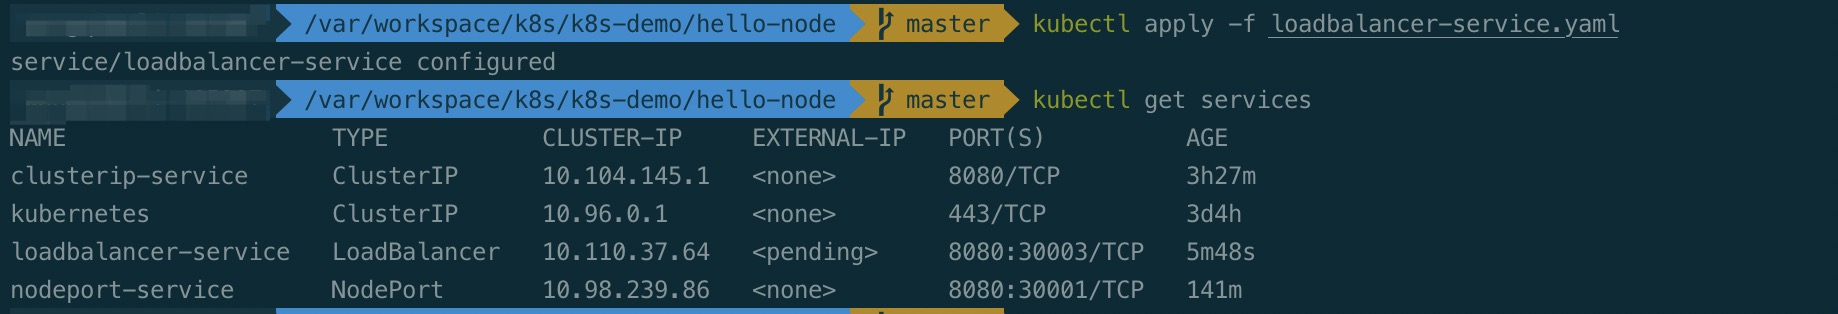 /var/workspace/k8s/k8s-demo/hello-node master kubectl apply -f loadbalancer-service.yaml
service/loadbalancer-service configured
/var/workspace/k8s/k8s-demo/hello-node master kubectl get services
NAME TYPE CLUSTER-IP EXTERNAL-IP PORT(S) AGE
clusterip-service ClusterIP 10.104.145.1 <none> 8080/TCP 3h27m
kubernetes ClusterIP 10.96.0.1 <none> 443/TCP 3d4h
loadbalancer-service LoadBalancer 10.110.37.64 <pending> 8080:30003/TCP 5m48s
nodeport-service NodePort 10.98.239.86 <none> 8080:30001/TCP 141m